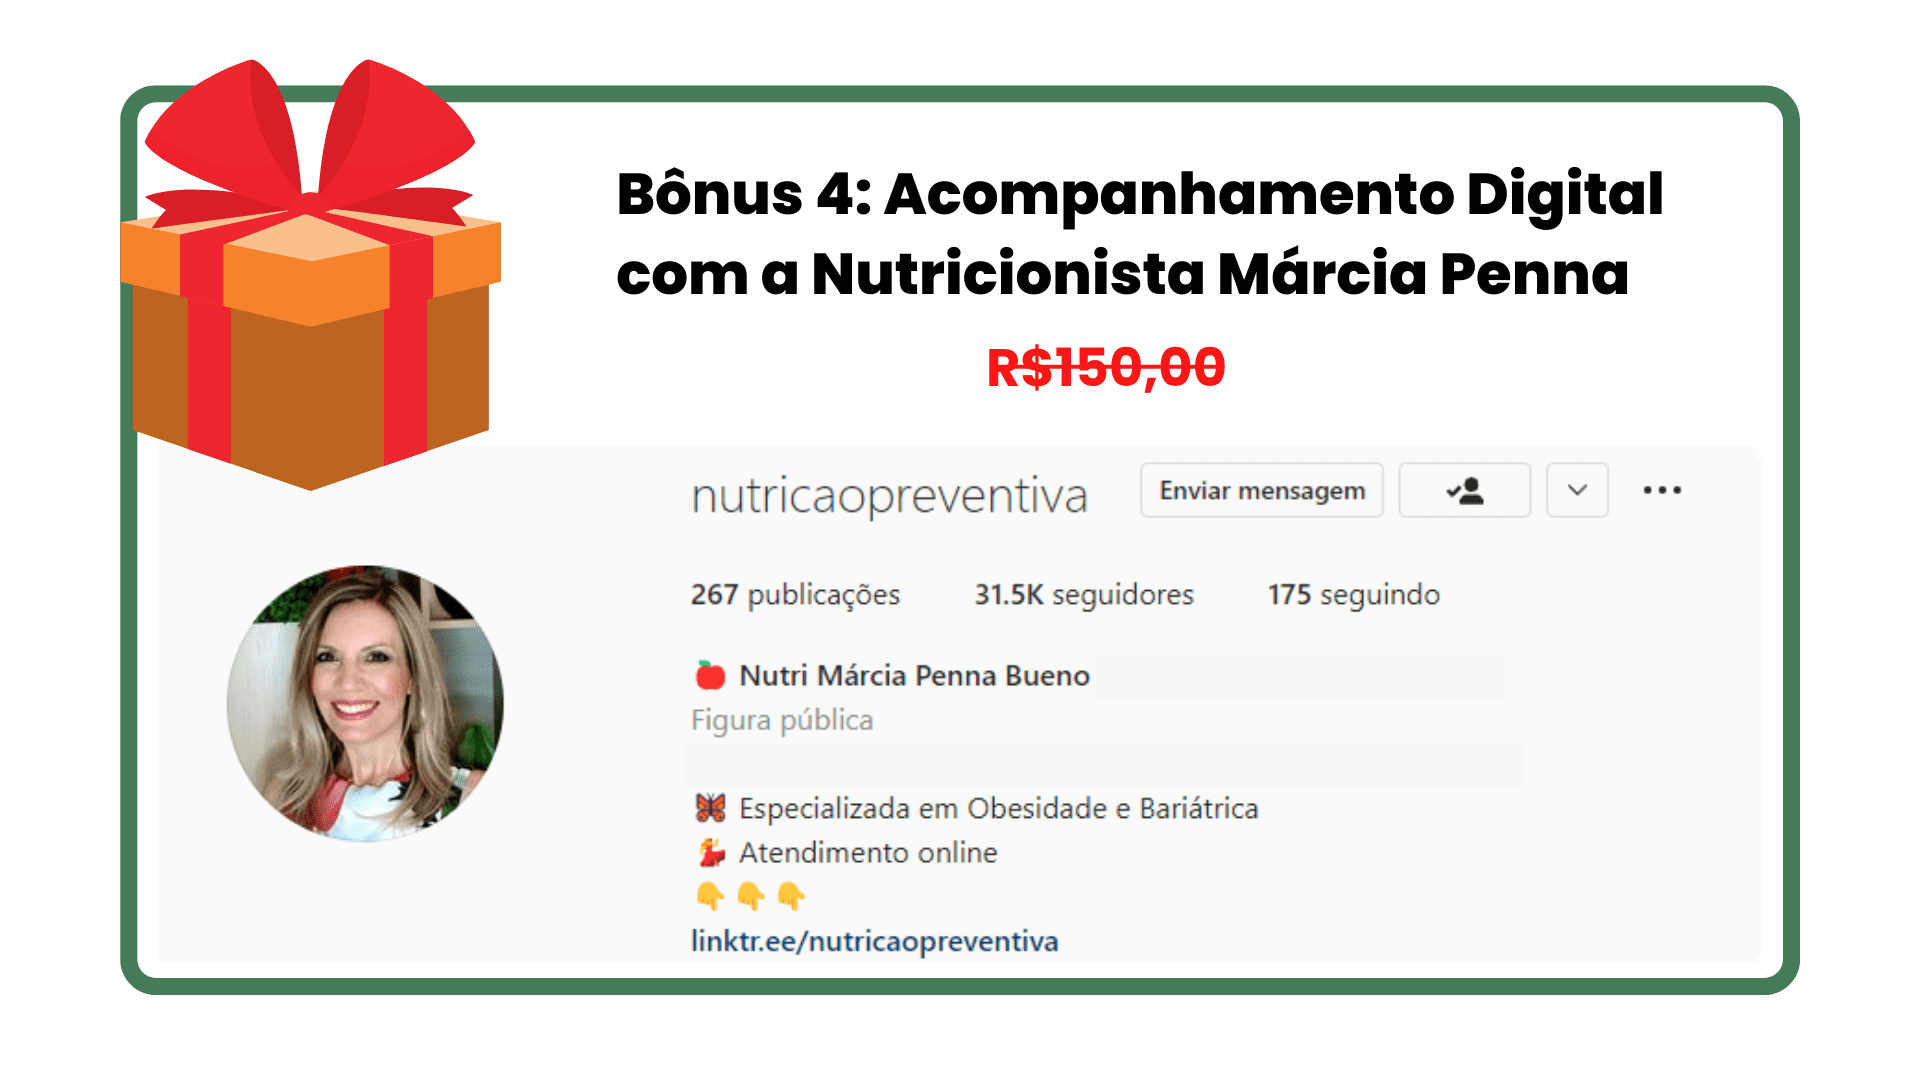 Bônus 4: Acompanhamento Digital
com a Nutricionista Márcia Penna
R$150,00
nutricaopreventiva Enviar mensagem
267 publicações 31.5K seguidores 175 seguindo
🍎 Nutri Márcia Penna Bueno
Figura pública
🦋 Especializada em Obesidade e Bariátrica
💃 Atendimento online
👇👇👇
linktr.ee/nutricaopreventiva